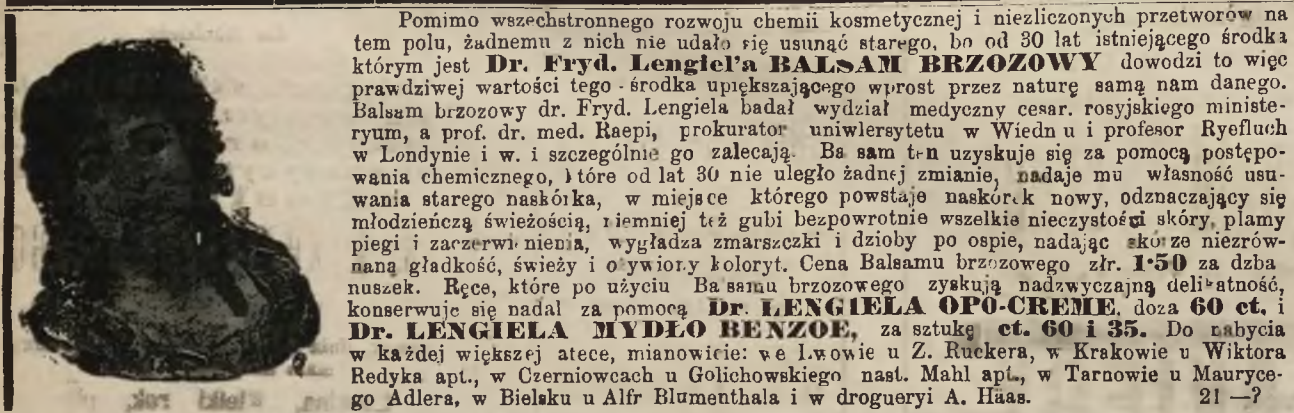 Pomimo wszechstronnego rozwoju chemii kosmetycznej i niezliczonych przetworów na
tem polu, żadnemu z nich nie udało się usunąć starego, bo od 30 lat istniejącego środka
którym jest Dr. Fryd. Lengiel'a BALSAM BRZOZOWY dowodzi to więc
prawdziwej wartości tego środka upiększającego wprost przez naturę samą nam danego.
Balsam brzozowy dr. Fryd. Lengiela badał wydział medyczny cesar. rosyjskiego ministe-
ryum, a prof. dr. med. Raepi, prokurator uniwlersytetu w Wiedn u i profesor Ryefluch
w Londynie i w. i szczególnie go zalecają. Ba sam ten uzyskuje się za pomocą postępo-
wania chemicznego, które od lat 30 nie uległo żadnej zmianie, nadaje mu własność usu-
wania starego naskórka, w miejsce którego powstaje naskórek nowy, odznaczający się
młodzieńczą świeżością, niemniej też gubi bezpowrotnie wszelkie nieczystości skóry, plamy
piegi i zaczerwienienia, wygładza zmarszczki i dzioby po ospie, nadając skórze niezrów-
naną gładkość, świeży i ożywiony koloryt. Cena Balsamu brzozowego złr. 1·50 za dzba
nuszek. Ręce, które po użyciu Balsamu brzozowego zyskują nadzwyczajną delikatność,
konserwuje się nadal za pomocą Dr. LENGIELA OPO-CREME, doza 60 ct. i
Dr. LENGIELA MYDŁO BENZOE, za sztukę ct. 60 i 35. Do nabycia
w każdej większej atece, mianowicie: we Lwowie u Z. Ruckera, w Krakowie u Wiktora
Redyka apt., w Czerniowcach u Golichowskiego nast. Mahl apt., w Tarnowie u Mauryce-
go Adlera, w Bielsku u Alfr Blumenthala i w drogueryi A. Häas. 21 —?